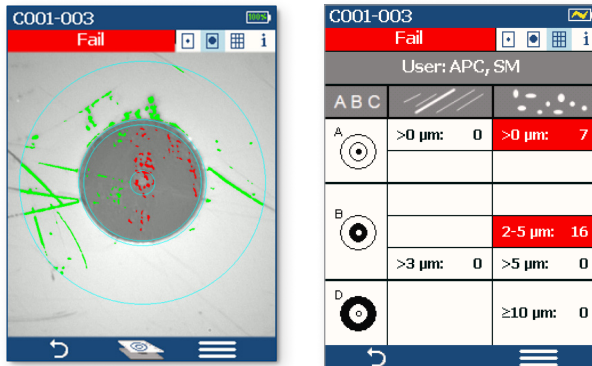 C001-003
100%
Fail
i
C001-003
Fail
i
User: APC, SM
A B C
A
>0 µm: 0
>0 µm: 7
B
2-5 µm: 16
>3 µm: 0
>5 µm: 0
D
≥10 µm: 0